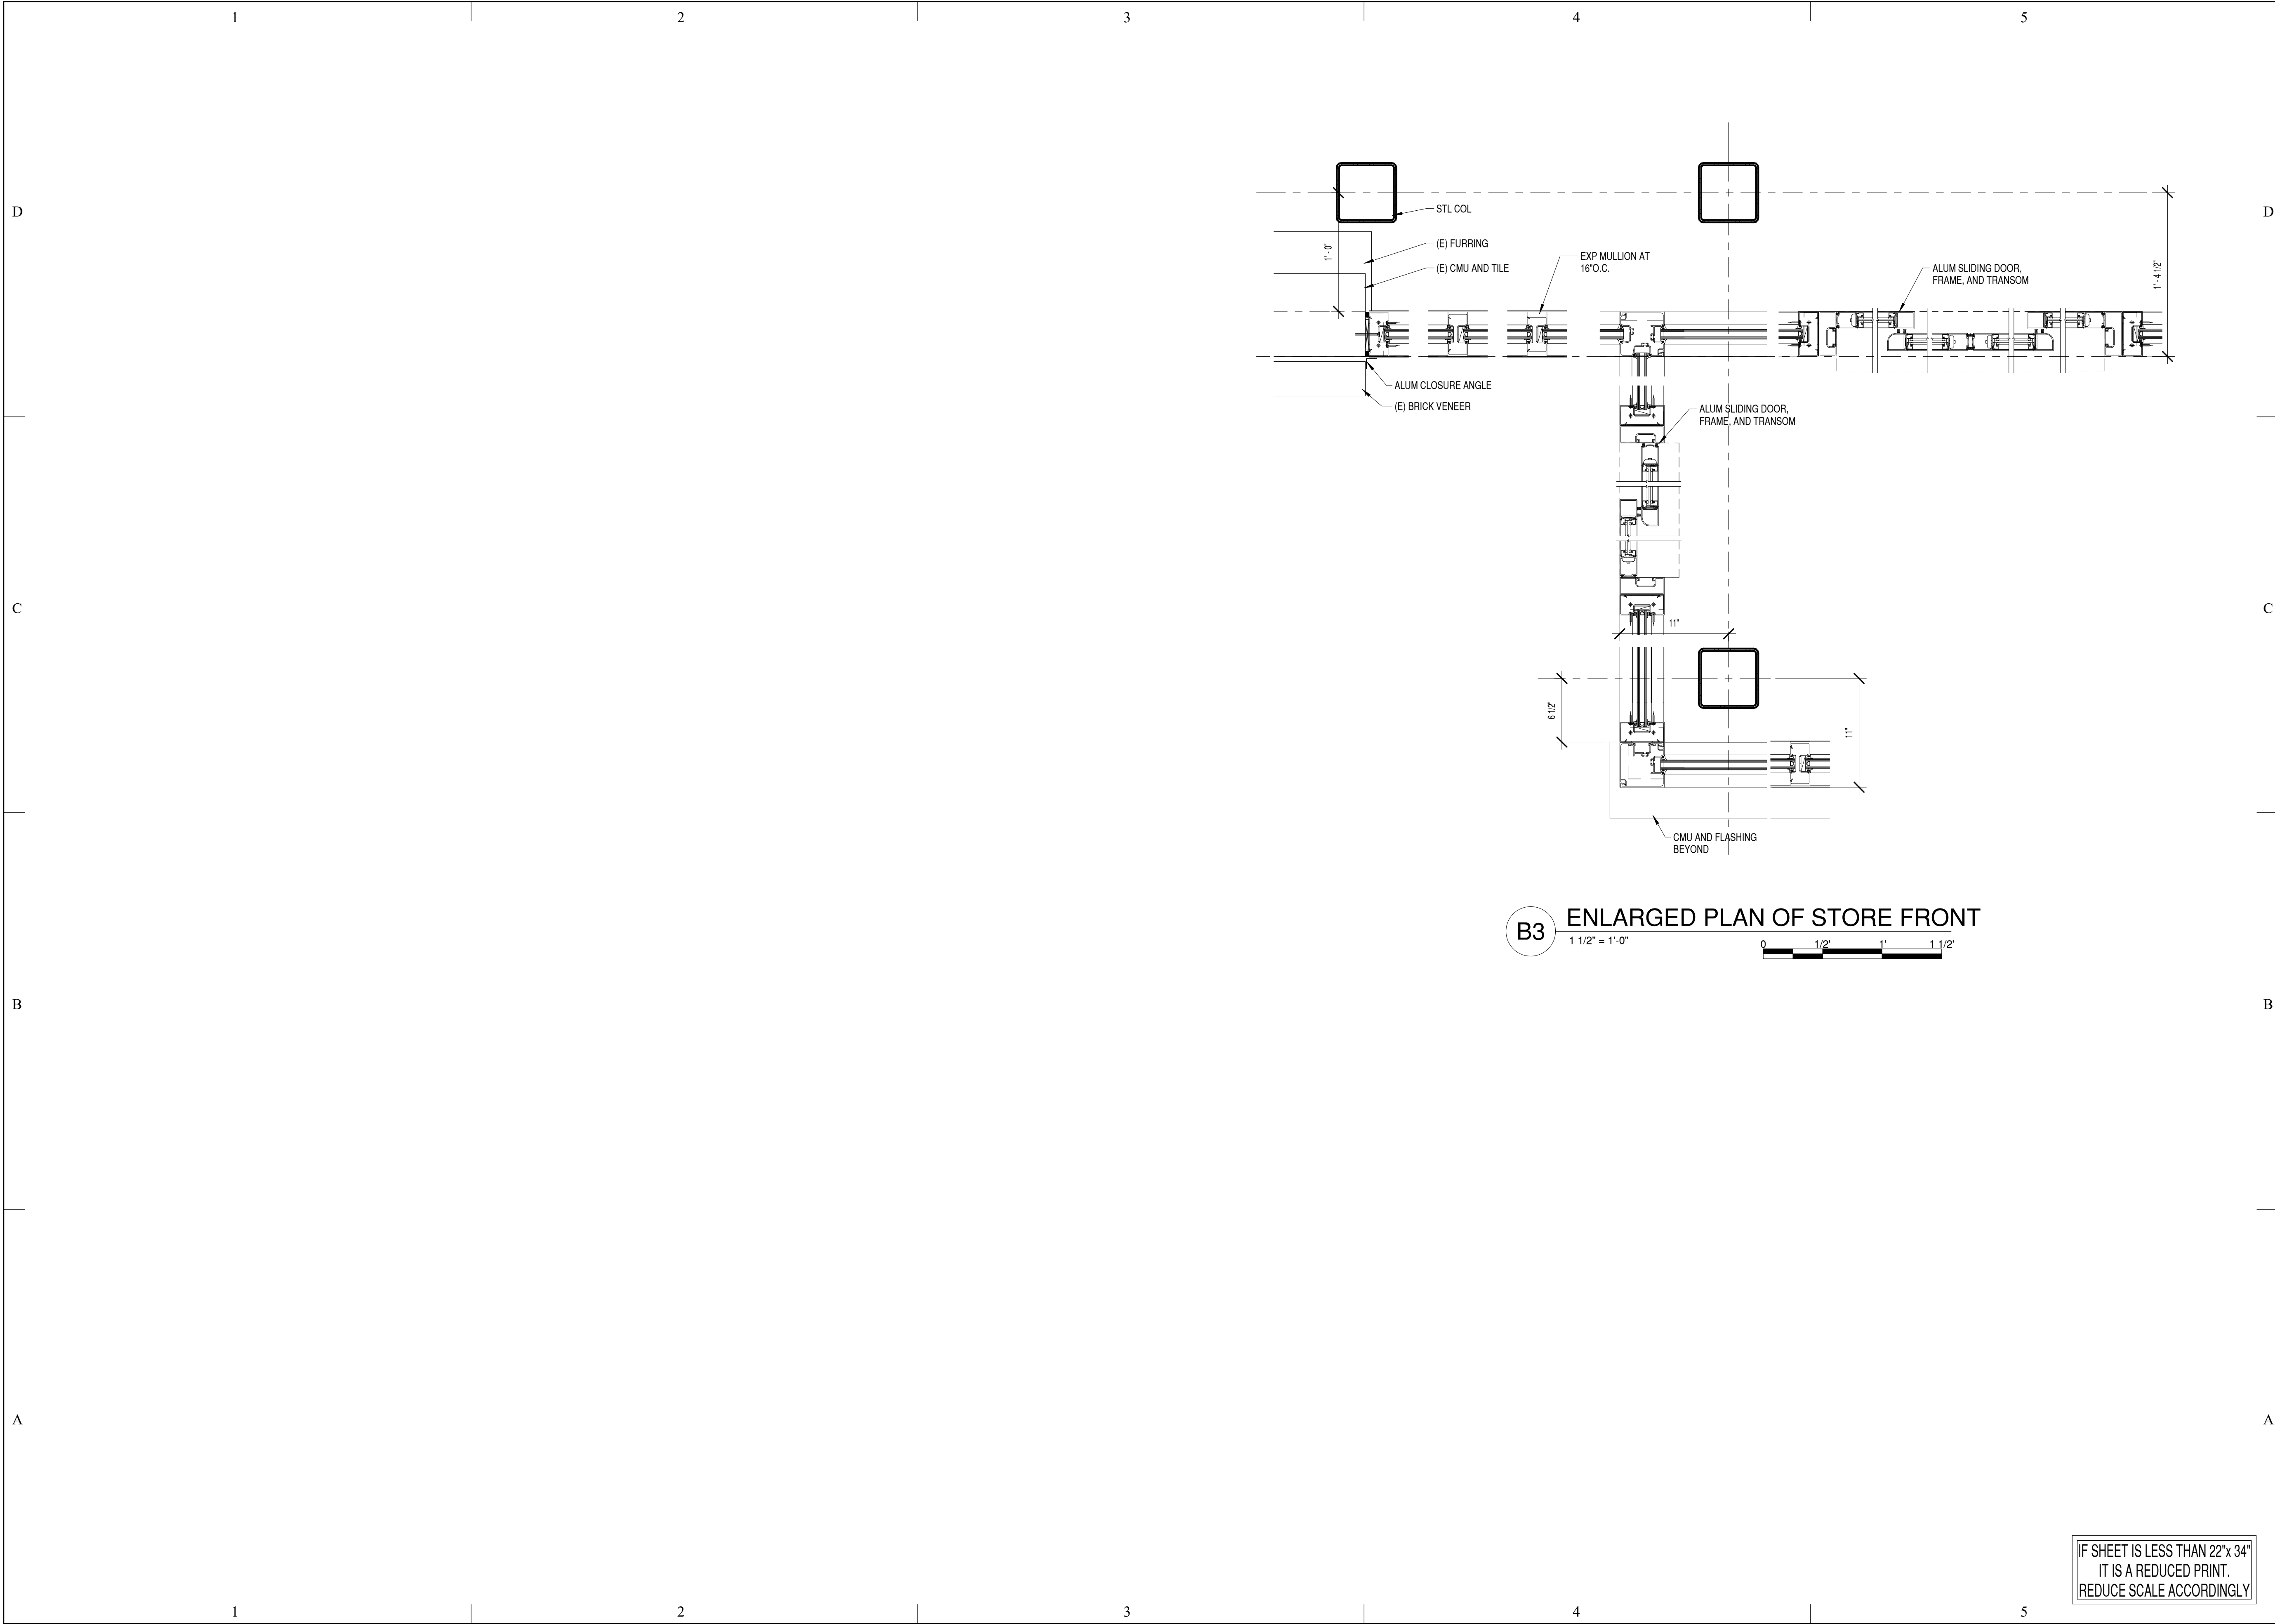 1 2 3 4 5
D D
STL COL
(E) FURRING
(E) CMU AND TILE
1' - 0"
EXP MULLION AT
16"O.C.
ALUM SLIDING DOOR,
FRAME, AND TRANSOM
1' - 4 1/2"
ALUM CLOSURE ANGLE
(E) BRICK VENEER
ALUM SLIDING DOOR,
FRAME, AND TRANSOM
C C
11"
6 1/2"
11"
CMU AND FLASHING
BEYOND
B3 ENLARGED PLAN OF STORE FRONT
1 1/2" = 1'-0"
0 1/2' 1' 1 1/2'
B B
A A
IF SHEET IS LESS THAN 22"x 34"
IT IS A REDUCED PRINT.
REDUCE SCALE ACCORDINGLY
1 2 3 4 5